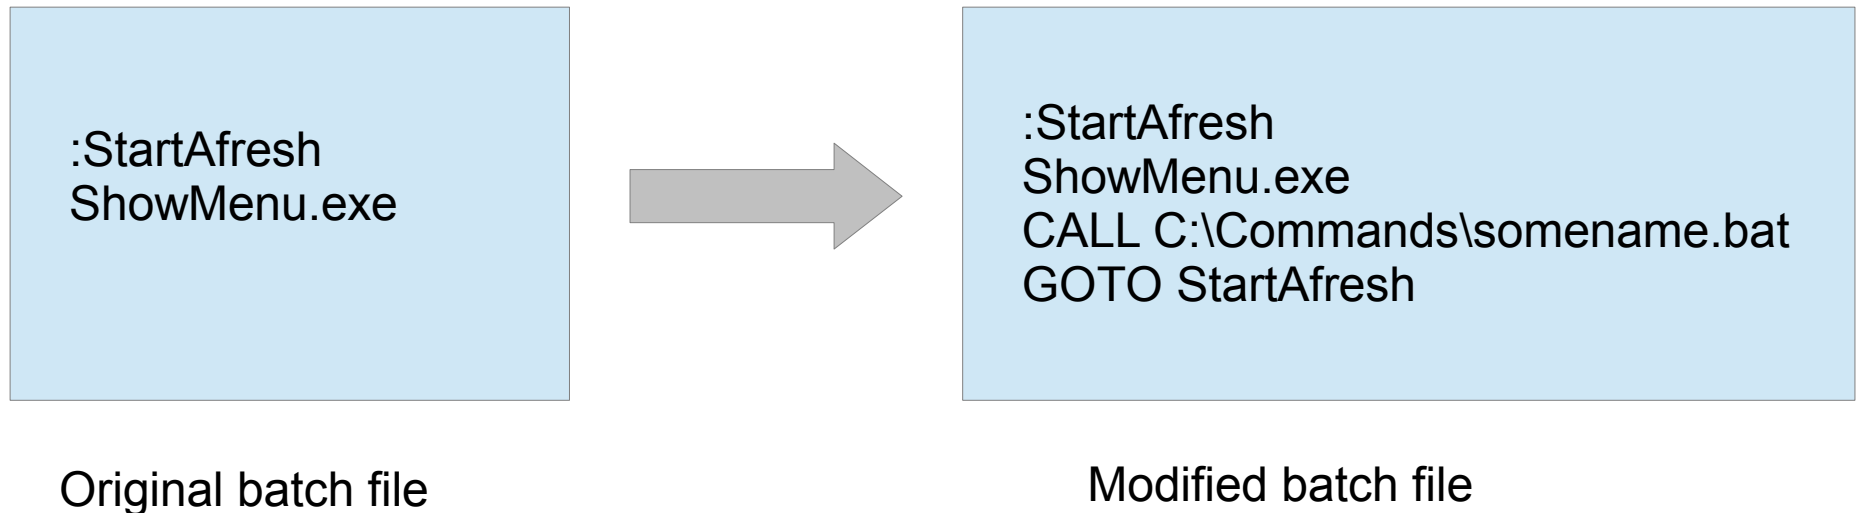 :StartAfresh
ShowMenu.exe
Original batch file
:StartAfresh
ShowMenu.exe
CALL C:\Commands\somename.bat
GOTO StartAfresh
Modified batch file